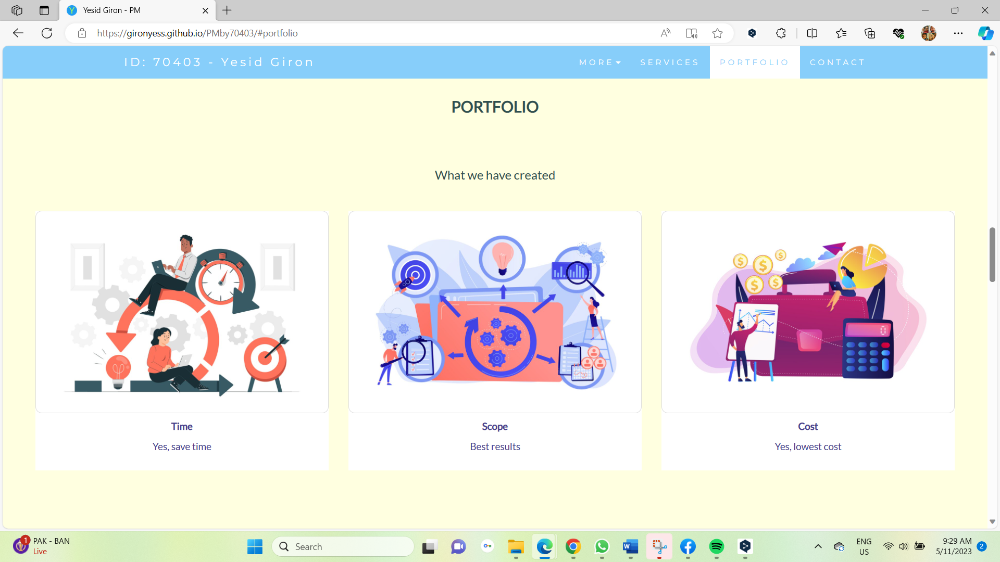 Yesid Giron - PM
https://gironyess.github.io/PMby70403/#portfolio
ID: 70403 - Yesid Giron
MORE
SERVICES
PORTFOLIO
CONTACT
PORTFOLIO
What we have created
Time
Yes, save time
Scope
Best results
Cost
Yes, lowest cost
1
PAK - BAN
Live
Search
ENG
US
9:29 AM
5/11/2023
2